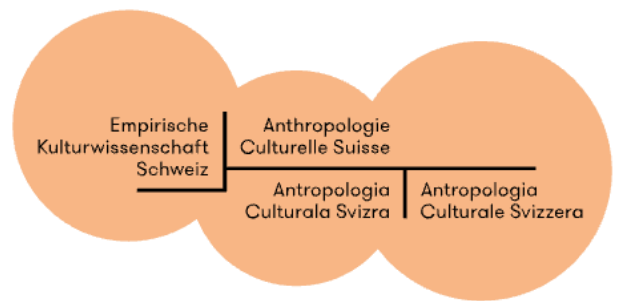 Empirische
Kulturwissenschaft
Schweiz
Anthropologie
Culturelle Suisse
Antropologia
Culturala Svizra
Antropologia
Culturale Svizzera